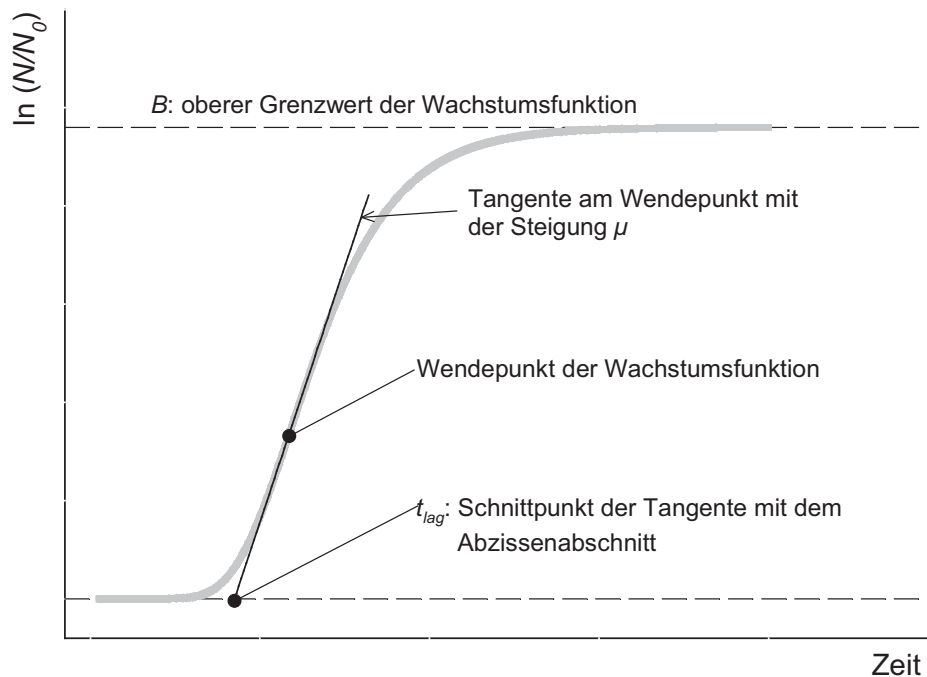 ln (N/N0)
B: oberer Grenzwert der Wachstumsfunktion
Tangente am Wendepunkt mit
der Steigung μ
Wendepunkt der Wachstumsfunktion
tlag: Schnittpunkt der Tangente mit dem
Abzissenabschnitt
Zeit